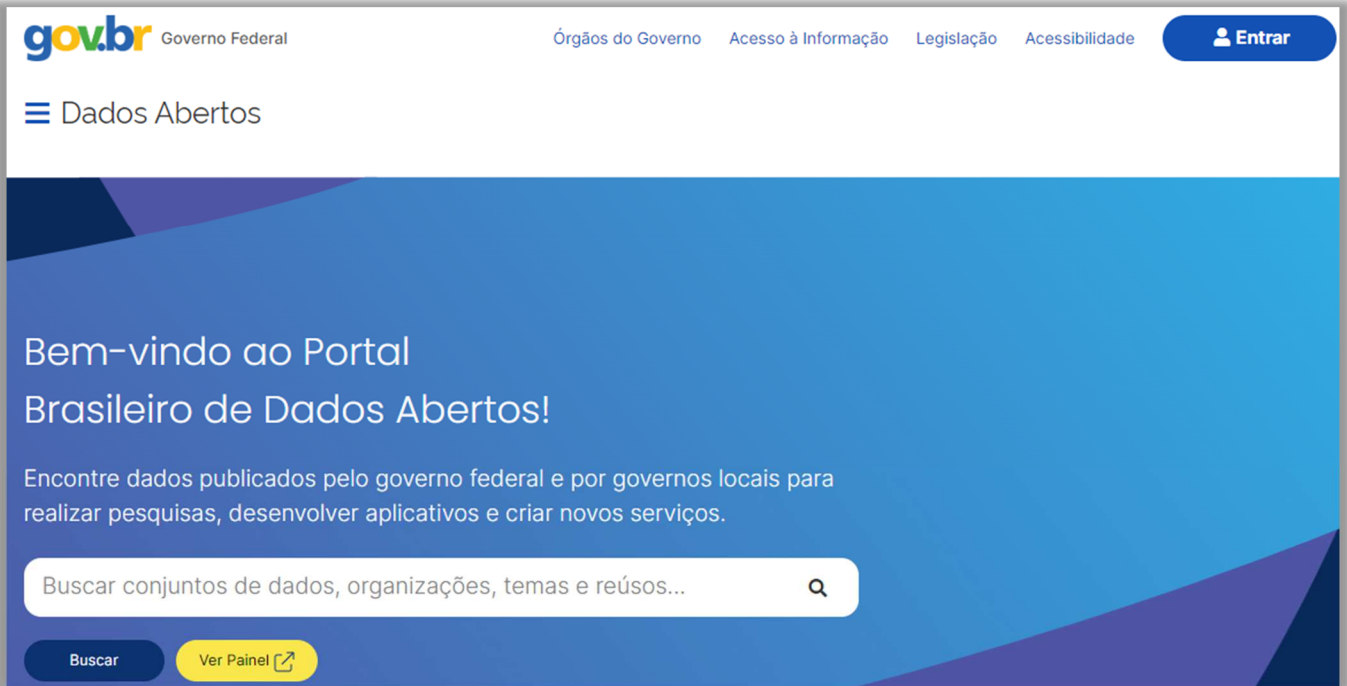 gov.br Governo Federal
Órgãos do Governo Acesso à Informação Legislação Acessibilidade Entrar
Dados Abertos
Bem-vindo ao Portal
Brasileiro de Dados Abertos!
Encontre dados publicados pelo governo federal e por governos locais para
realizar pesquisas, desenvolver aplicativos e criar novos serviços.
Buscar conjuntos de dados, organizações, temas e reúsos...
Buscar Ver Painel